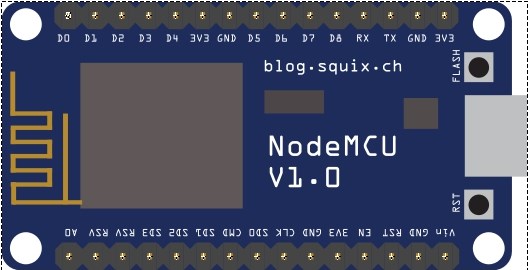 D0 D1 D2 D3 D4 3V3 GND D5 D6 D7 D8 RX TX GND 3V3
FLASH
blog.squix.ch
NodeMCU
V1.0
RST
A0 RSV RSV SD3 SD2 SD1 CMD SD0 CLK GND 3V3 EN RST GND Vin